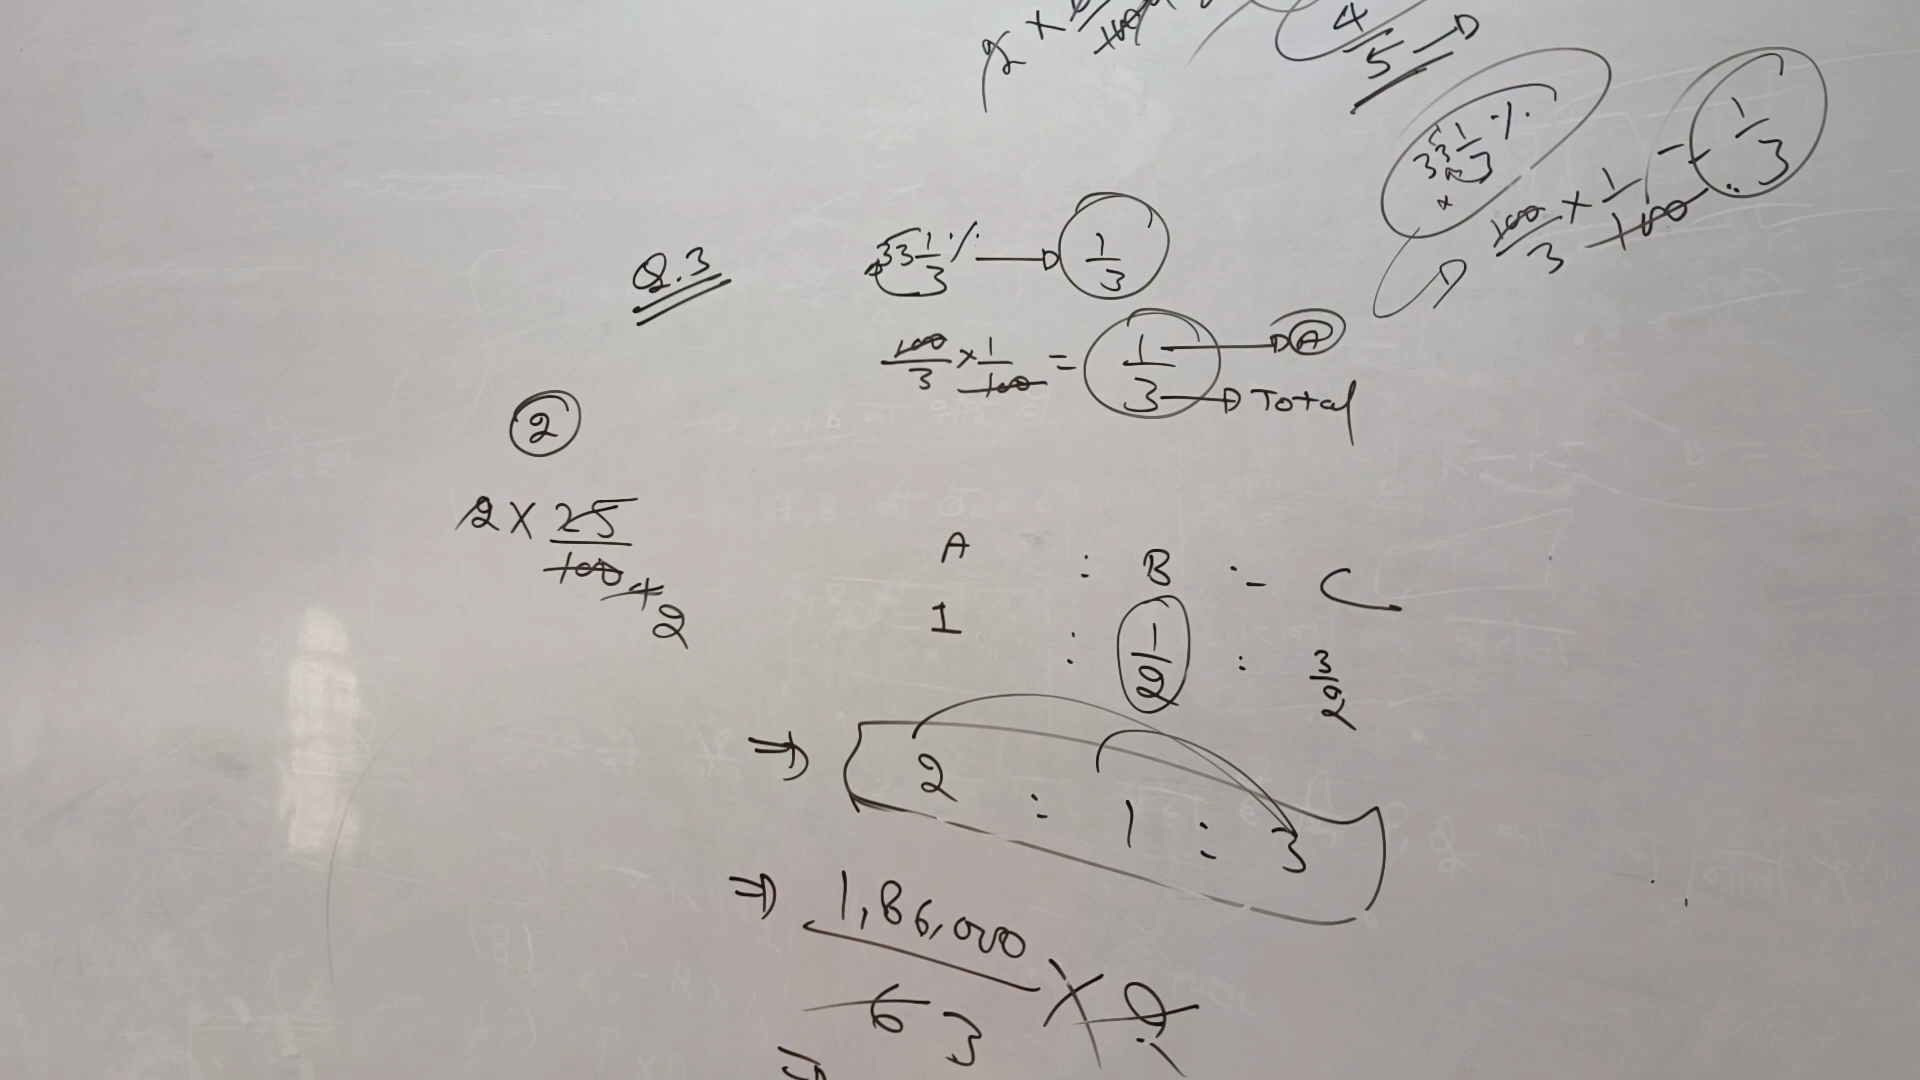 4/5
33 1/3 %
100/3 × 1/100 = 1/3
Q.3
33 1/3 % → 1/3
100/3 × 1/100 = 1/3 → A
→ Total
2
2 × 25/100 4
2
A : B :- C
1 : 1/2 : 3/2
⇒ 2 : 1 : 3
⇒ 1,86,000 / 6 3 × 2
⇒